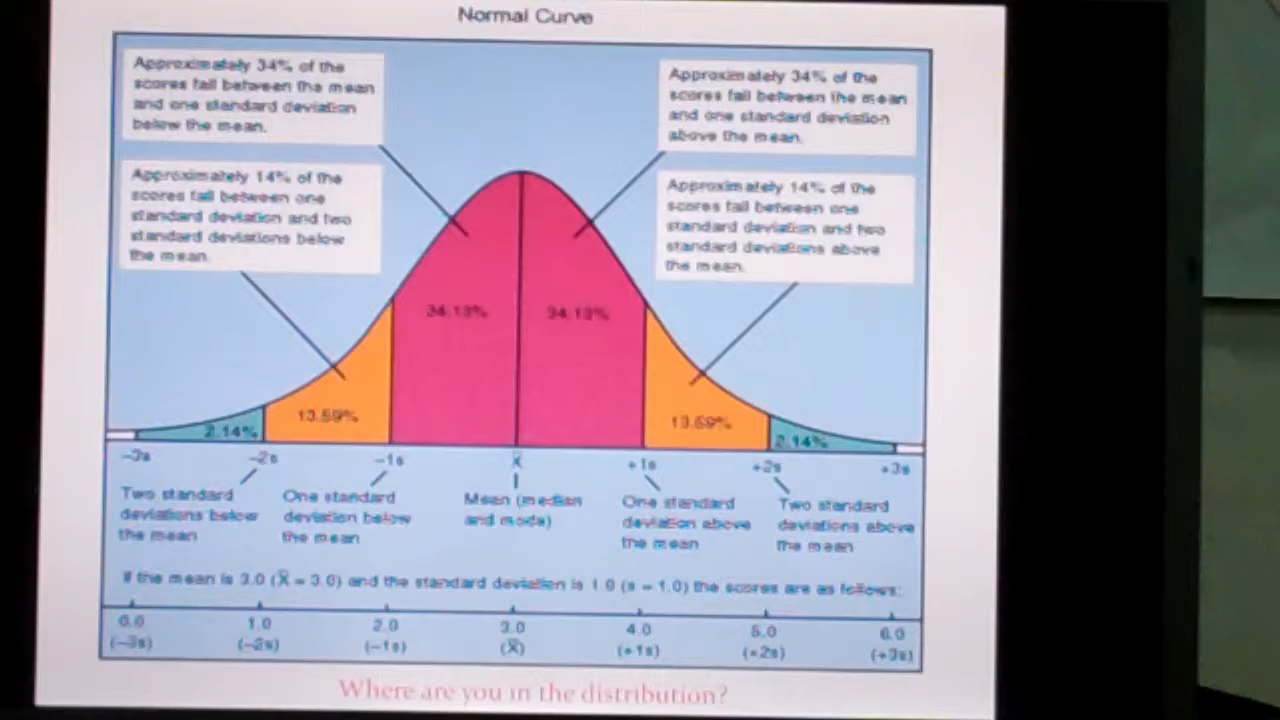 Normal Curve
Approximately 34% of the
scores fall between the mean
and one standard deviation
below the mean.
Approximately 34% of the
scores fall between the mean
and one standard deviation
above the mean.
Approximately 14% of the
scores fall between one
standard deviation and two
standard deviations below
the mean.
Approximately 14% of the
scores fall between one
standard deviation and two
standard deviations above
the mean.
34.13% 34.13%
13.59% 13.59%
2.14% 2.14%
−3s −2s −1s X̄ +1s +2s +3s
Two standard
deviations below
the mean
One standard
deviation below
the mean
Mean (median
and mode)
One standard
deviation above
the mean
Two standard
deviations above
the mean
If the mean is 3.0 (X̄ = 3.0) and the standard deviation is 1.0 (s = 1.0) the scores are as follows:
0.0 1.0 2.0 3.0 4.0 5.0 6.0
(−3s) (−2s) (−1s) (X̄) (+1s) (+2s) (+3s)
Where are you in the distribution?